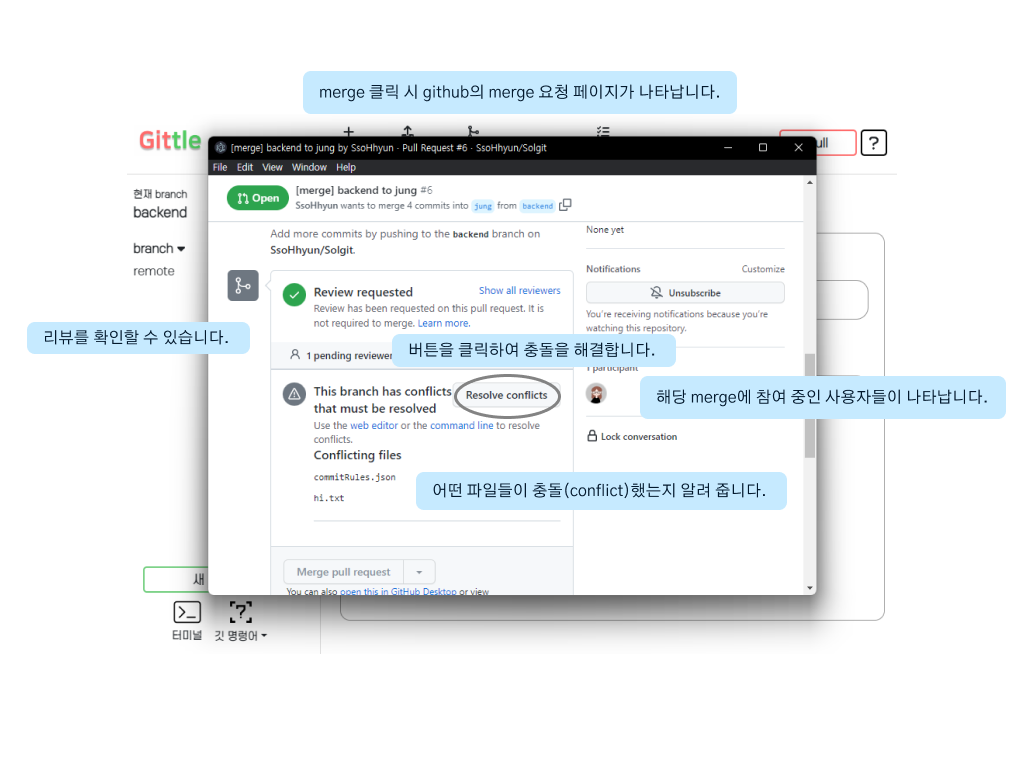 merge 클릭 시 github의 merge 요청 페이지가 나타납니다.
Gittle
[merge] backend to jung by SsoHhyun · Pull Request #6 · SsoHhyun/Solgit
ull
?
File Edit View Window Help
현재 branch
backend
branch
remote
Open
[merge] backend to jung #6
SsoHhyun wants to merge 4 commits into jung from backend
Add more commits by pushing to the backend branch on
SsoHhyun/Solgit.
None yet
Notifications
Customize
Unsubscribe
You're receiving notifications because you're
watching this repository.
Review requested
Show all reviewers
Review has been requested on this pull request. It is
not required to merge. Learn more.
리뷰를 확인할 수 있습니다.
1 pending reviewer
버튼을 클릭하여 충돌을 해결합니다.
1 participant
This branch has conflicts
that must be resolved
Resolve conflicts
해당 merge에 참여 중인 사용자들이 나타납니다.
Use the web editor or the command line to resolve
conflicts.
Lock conversation
Conflicting files
commitRules.json
hi.txt
어떤 파일들이 충돌(conflict)했는지 알려 줍니다.
Merge pull request
You can also open this in GitHub Desktop or view
새
터미널
깃 명령어